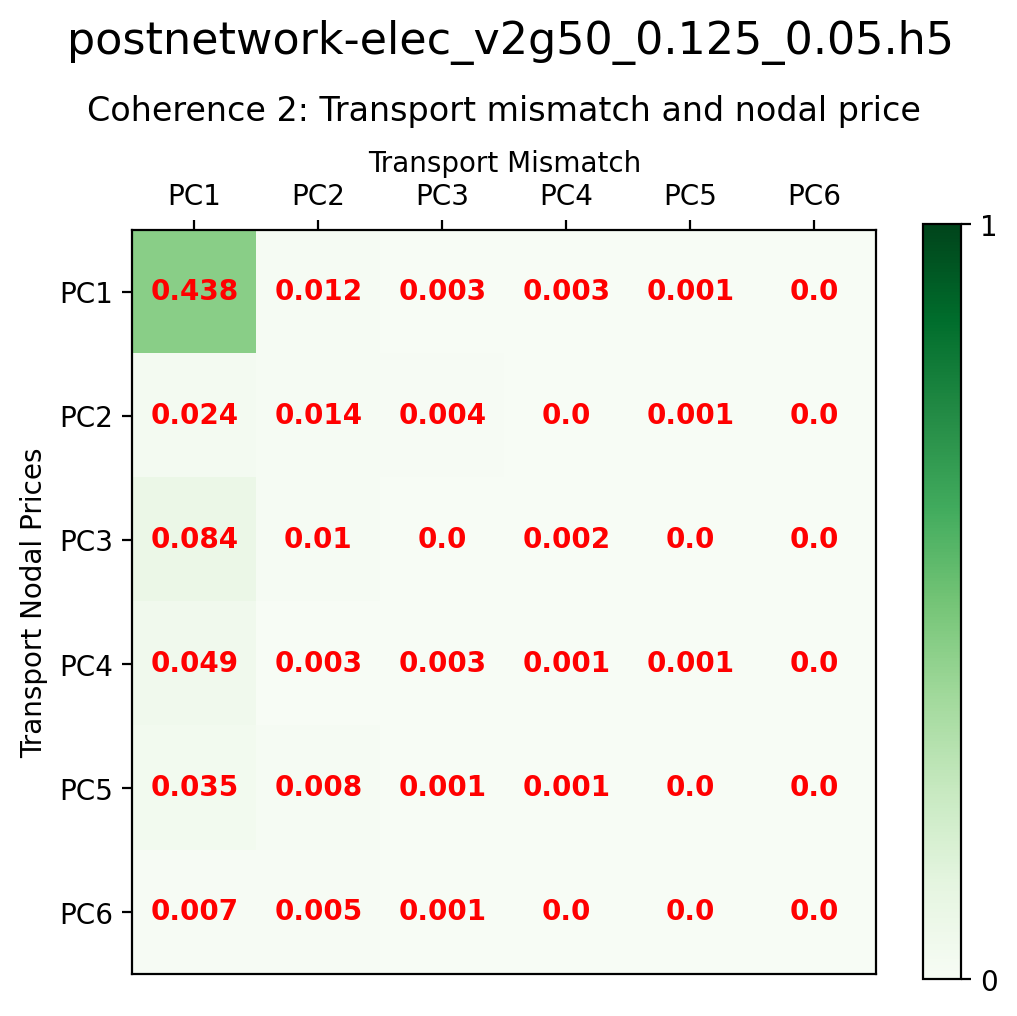 postnetwork-elec_v2g50_0.125_0.05.h5
Coherence 2: Transport mismatch and nodal price
Transport Mismatch
PC1 PC2 PC3 PC4 PC5 PC6
1
PC1 0.438 0.012 0.003 0.003 0.001 0.0
PC2 0.024 0.014 0.004 0.0 0.001 0.0
PC3 0.084 0.01 0.0 0.002 0.0 0.0
PC4 0.049 0.003 0.003 0.001 0.001 0.0
PC5 0.035 0.008 0.001 0.001 0.0 0.0
PC6 0.007 0.005 0.001 0.0 0.0 0.0
Transport Nodal Prices
0